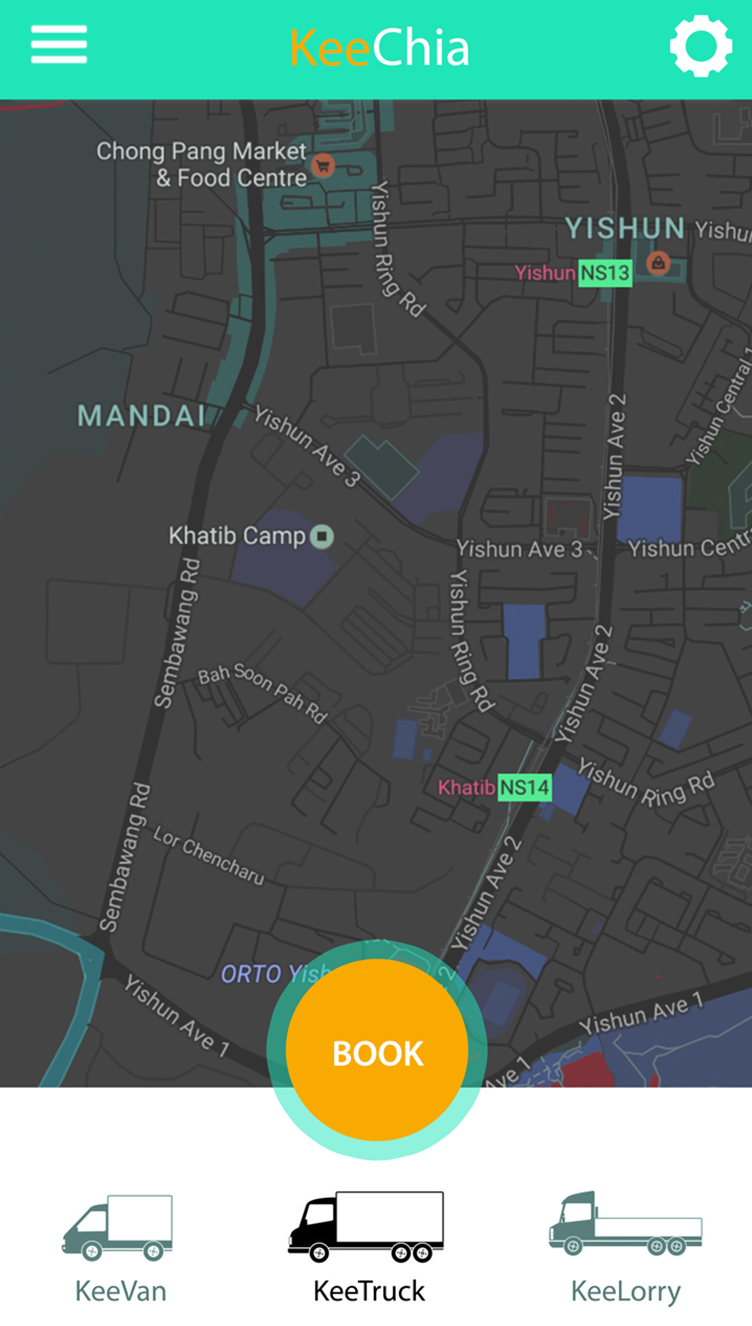 KeeChia
Chong Pang Market
& Food Centre
Yishun Ring Rd
YISHUN
Yishu
Yishun NS13
Yishun Central 1
MANDAI
Yishun Ave 3
Yishun Ave 2
Khatib Camp
Yishun Ave 3
Yishun Centr
Sembawang Rd
Yishun Ring Rd
Bah Soon Pah Rd
Yishun Ave 2
Khatib NS14
Yishun Ring Rd
Sembawang Rd
Lor Chencharu
Yishun Ave 2
ORTO Yish
2
Yishun Ave 1
Yishun Ave 1
Ave 1
BOOK
KeeVan
KeeTruck
KeeLorry